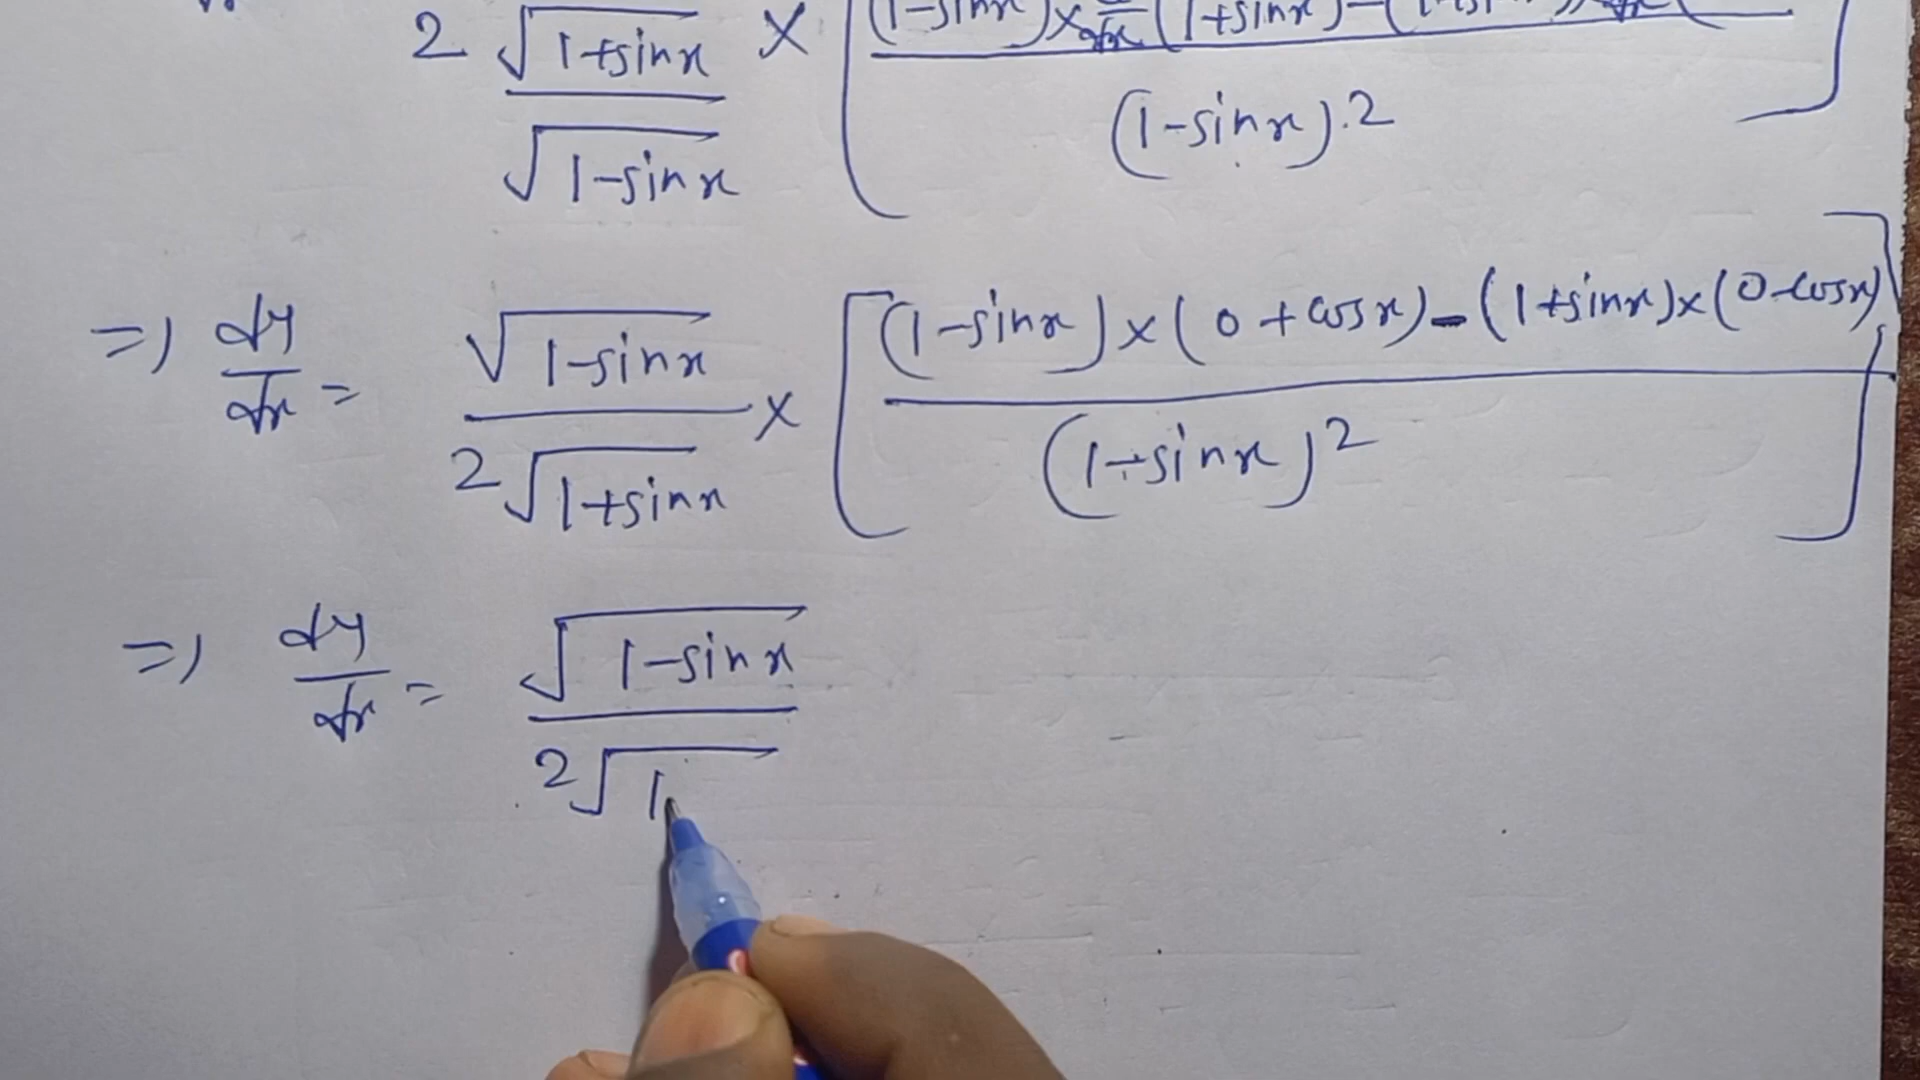 2 √(1+sinx) / √(1-sinx) × [ (1-sinx) × d/dx (1+sinx) - / (1-sinx).2 ]
=) dy/dx = √(1-sinx) / 2√(1+sinx) × [ (1-sinx) × (0+cosx) - (1+sinx) × (0-cosx) / (1-sinx)² ]
=) dy/dx = √(1-sinx) / 2√1